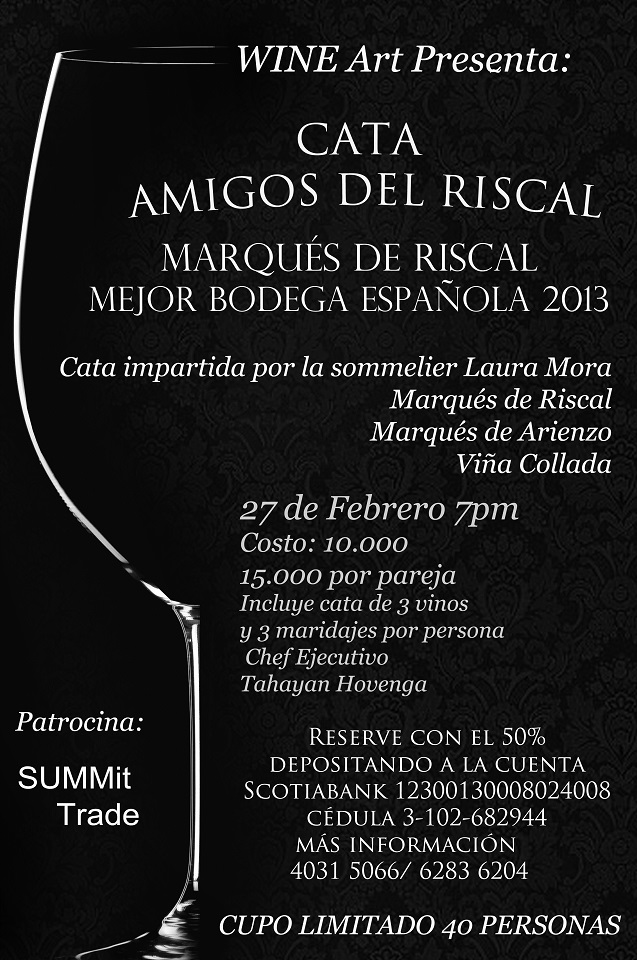 WINE Art Presenta:
CATA
AMIGOS DEL RISCAL
MARQUÉS DE RISCAL
MEJOR BODEGA ESPAÑOLA 2013
Cata impartida por la sommelier Laura Mora
Marqués de Riscal
Marqués de Arienzo
Viña Collada
27 de Febrero 7pm
Costo: 10.000
15.000 por pareja
Incluye cata de 3 vinos
y 3 maridajes por persona
Chef Ejecutivo
Tahayan Hovenga
Patrocina:
SUMMit
Trade
RESERVE CON EL 50%
DEPOSITANDO A LA CUENTA
SCOTIABANK 12300130008024008
CÉDULA 3-102-682944
MÁS INFORMACIÓN
4031 5066/ 6283 6204
CUPO LIMITADO 40 PERSONAS